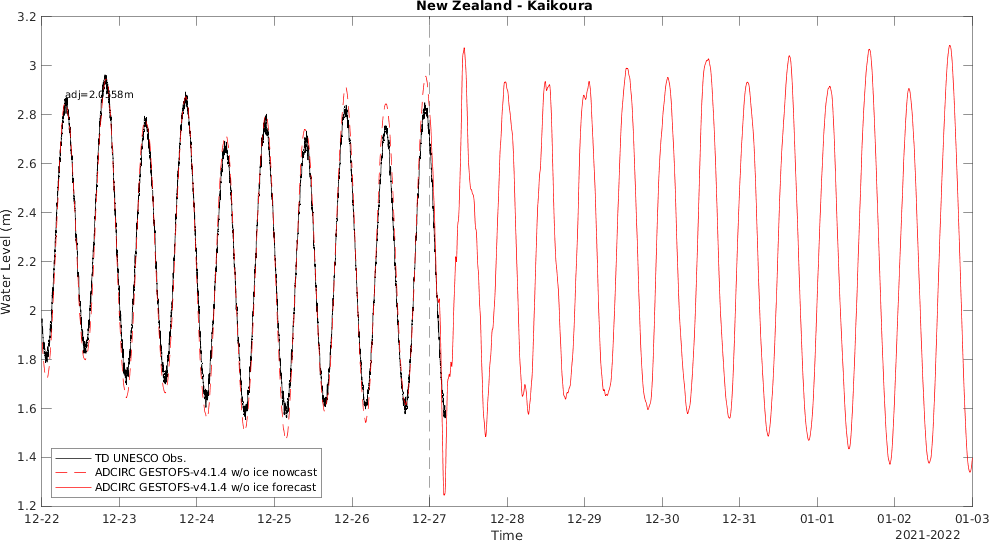 New Zealand - Kaikoura
3.2
3
2.8
2.6
2.4
2.2
2
1.8
1.6
1.4
1.2
Water Level (m)
TD UNESCO Obs.
ADCIRC GESTOFS-v4.1.4 w/o ice nowcast
ADCIRC GESTOFS-v4.1.4 w/o ice forecast
12-22 12-23 12-24 12-25 12-26 12-27 12-28 12-29 12-30 12-31 01-01 01-02 01-03
Time
2021-2022